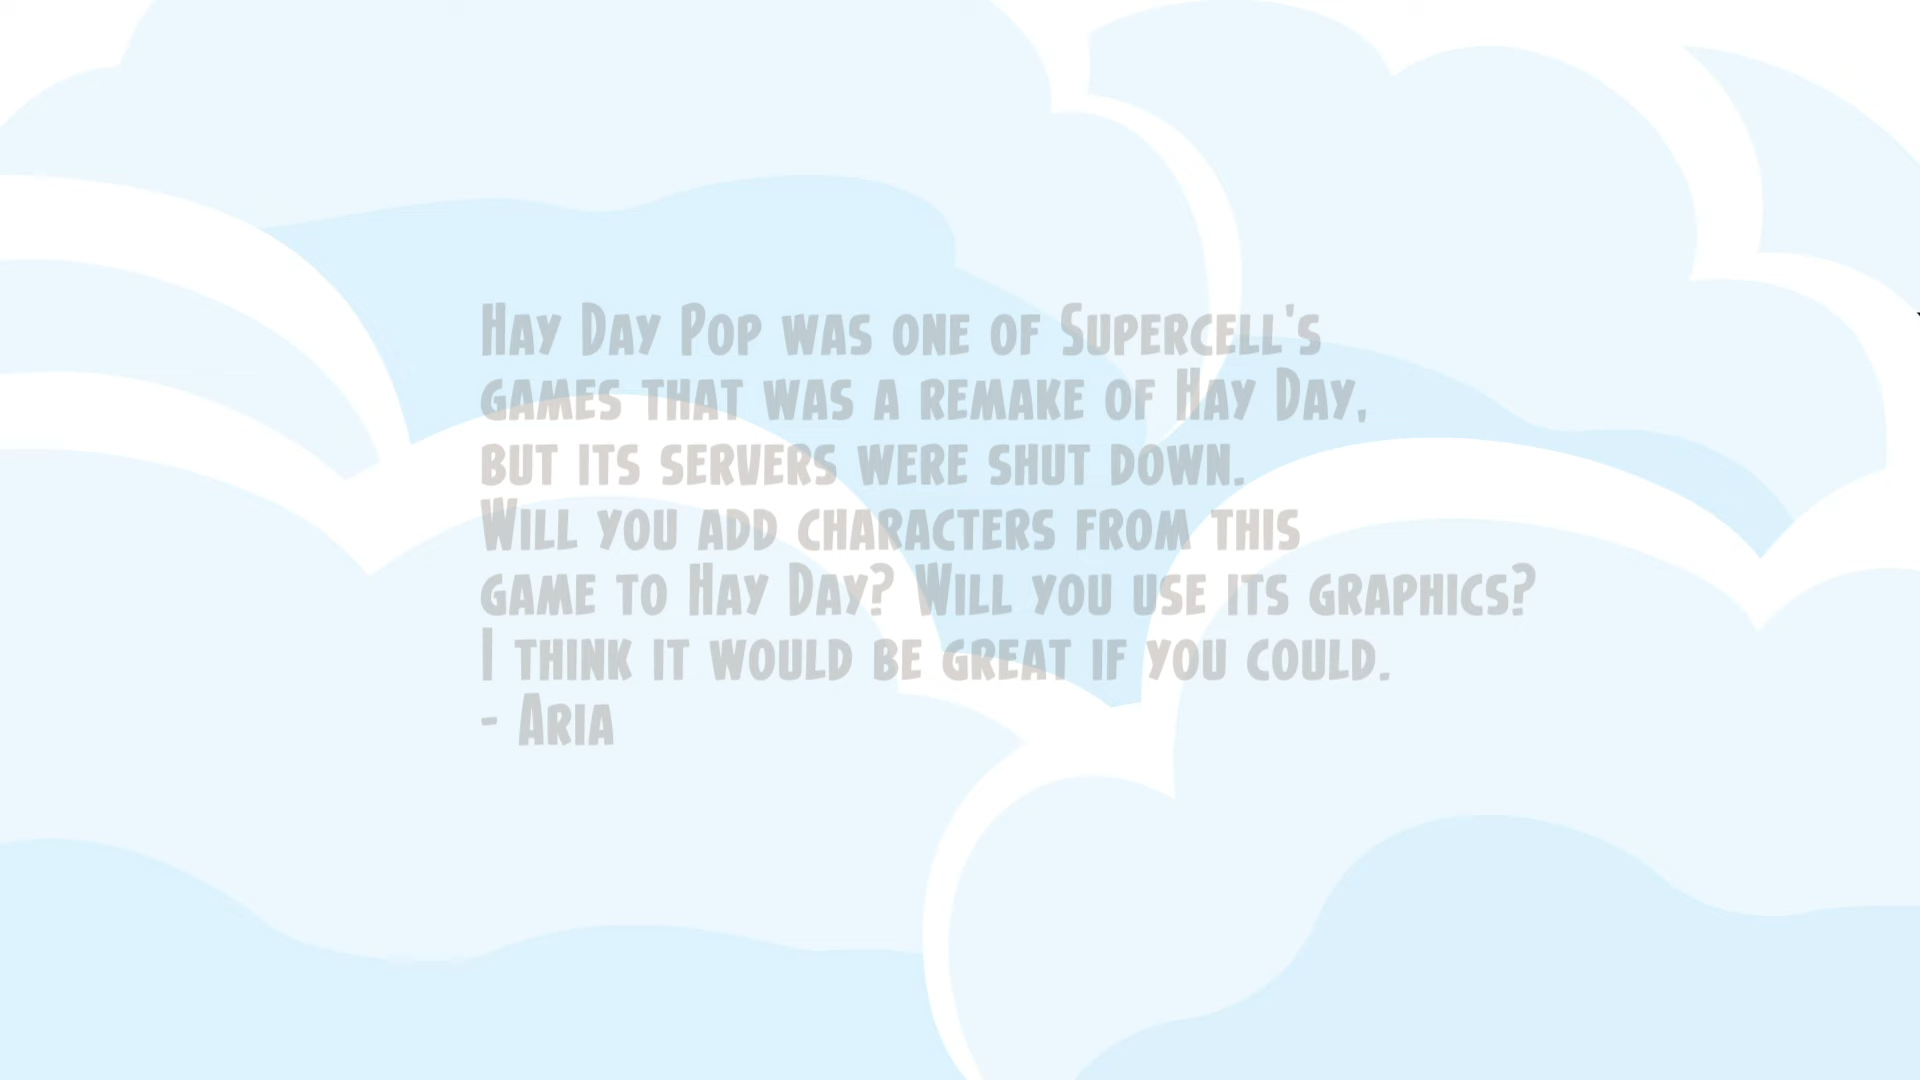 Hay Day Pop was one of Supercell's
games that was a remake of Hay Day,
but its servers were shut down.
Will you add characters from this
game to Hay Day? Will you use its graphics?
I think it would be great if you could.
- Aria